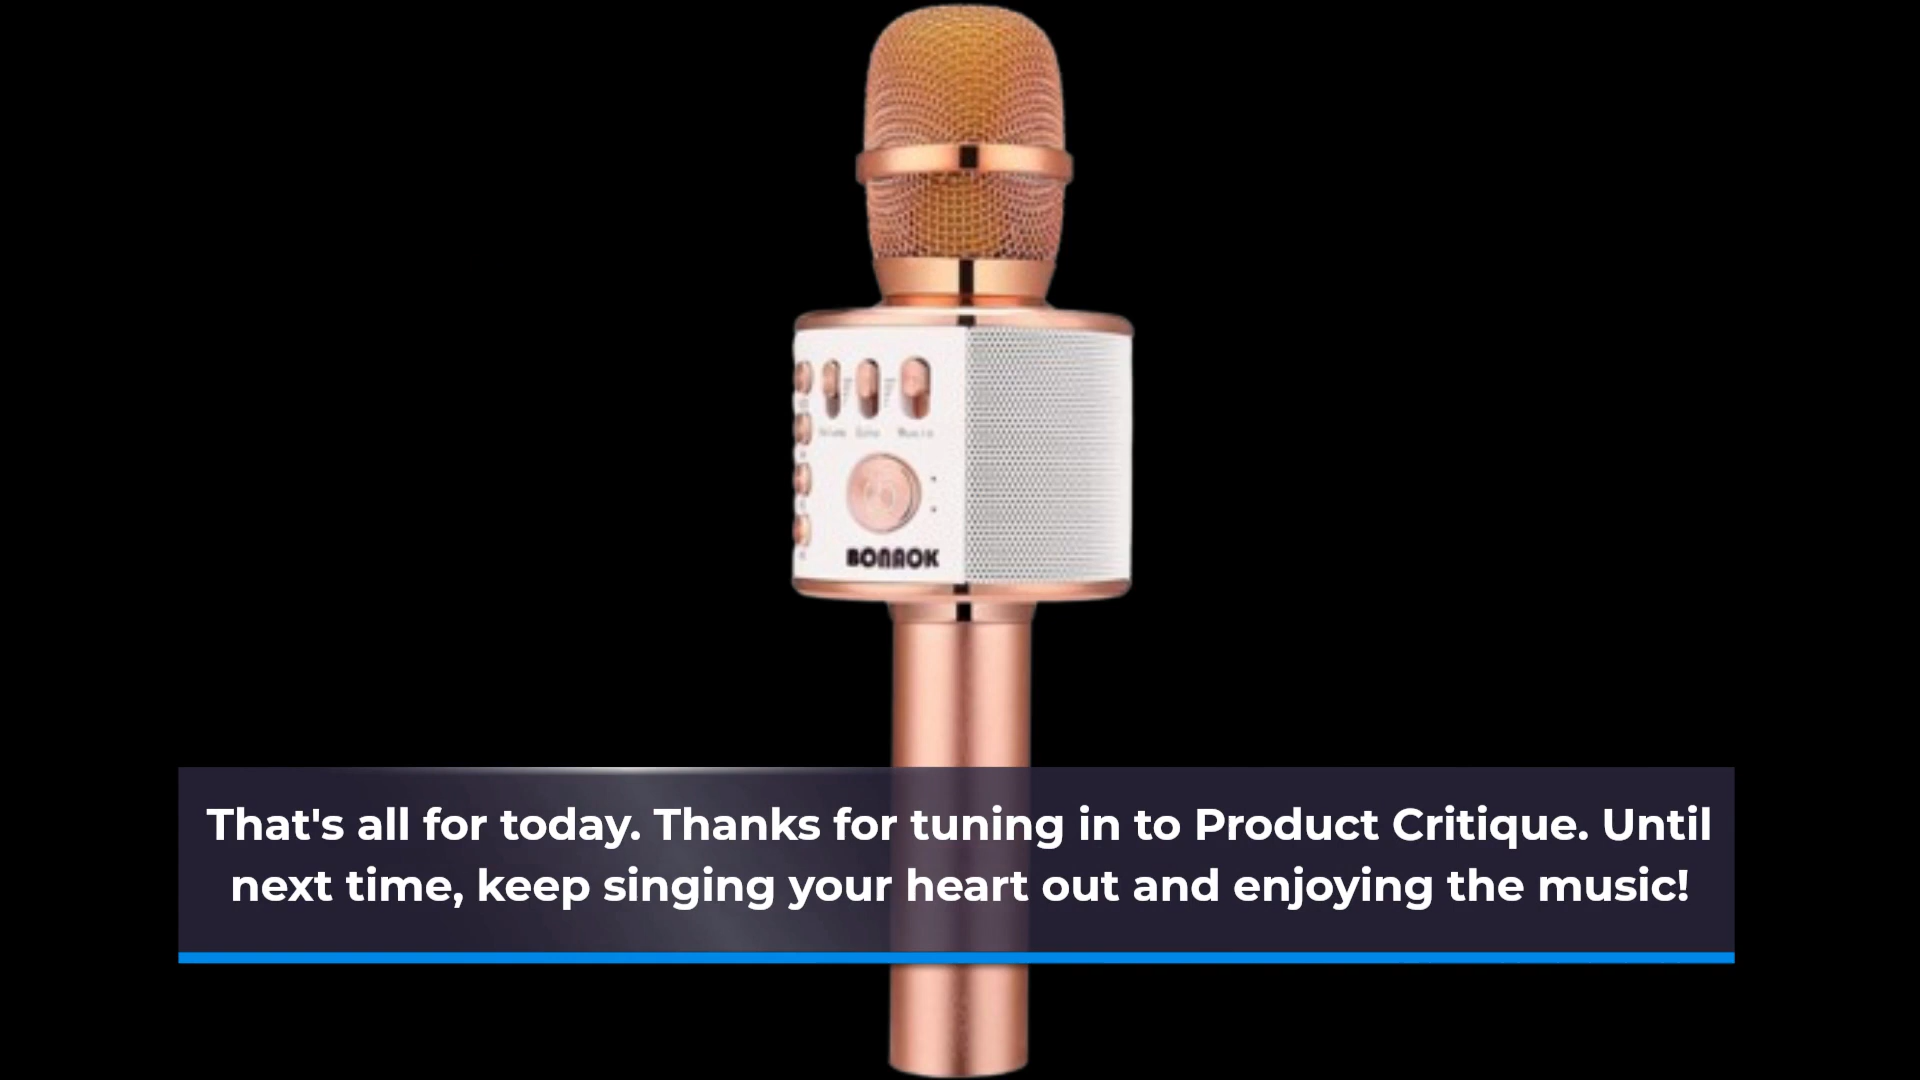 BONAOK
That's all for today. Thanks for tuning in to Product Critique. Until
next time, keep singing your heart out and enjoying the music!